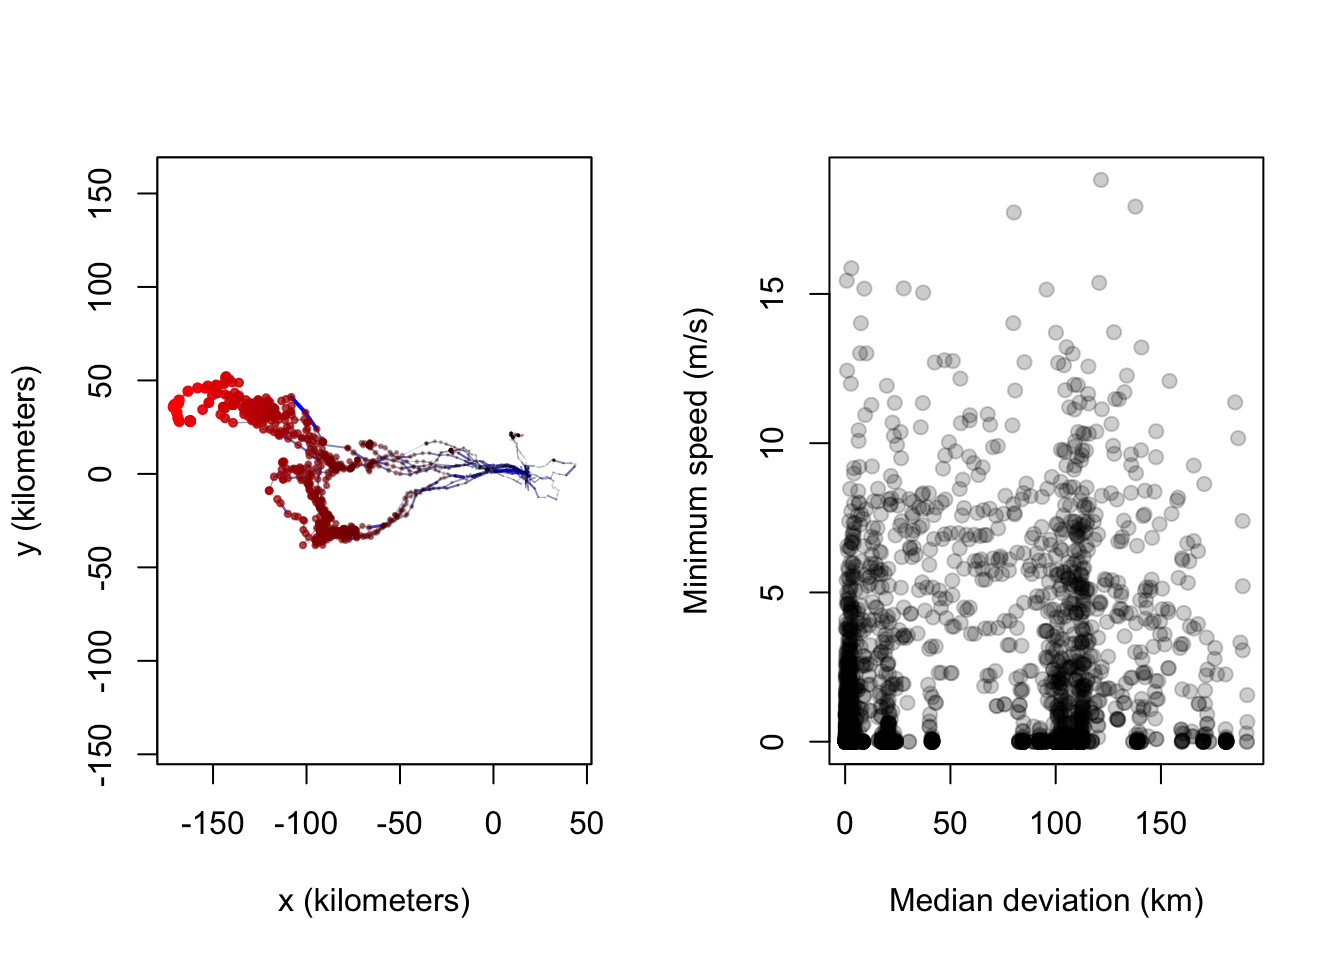 y (kilometers)
150
100
50
0
-50
-100
-150
-150 -100 -50 0 50
x (kilometers)
Minimum speed (m/s)
15
10
5
0
0 50 100 150
Median deviation (km)